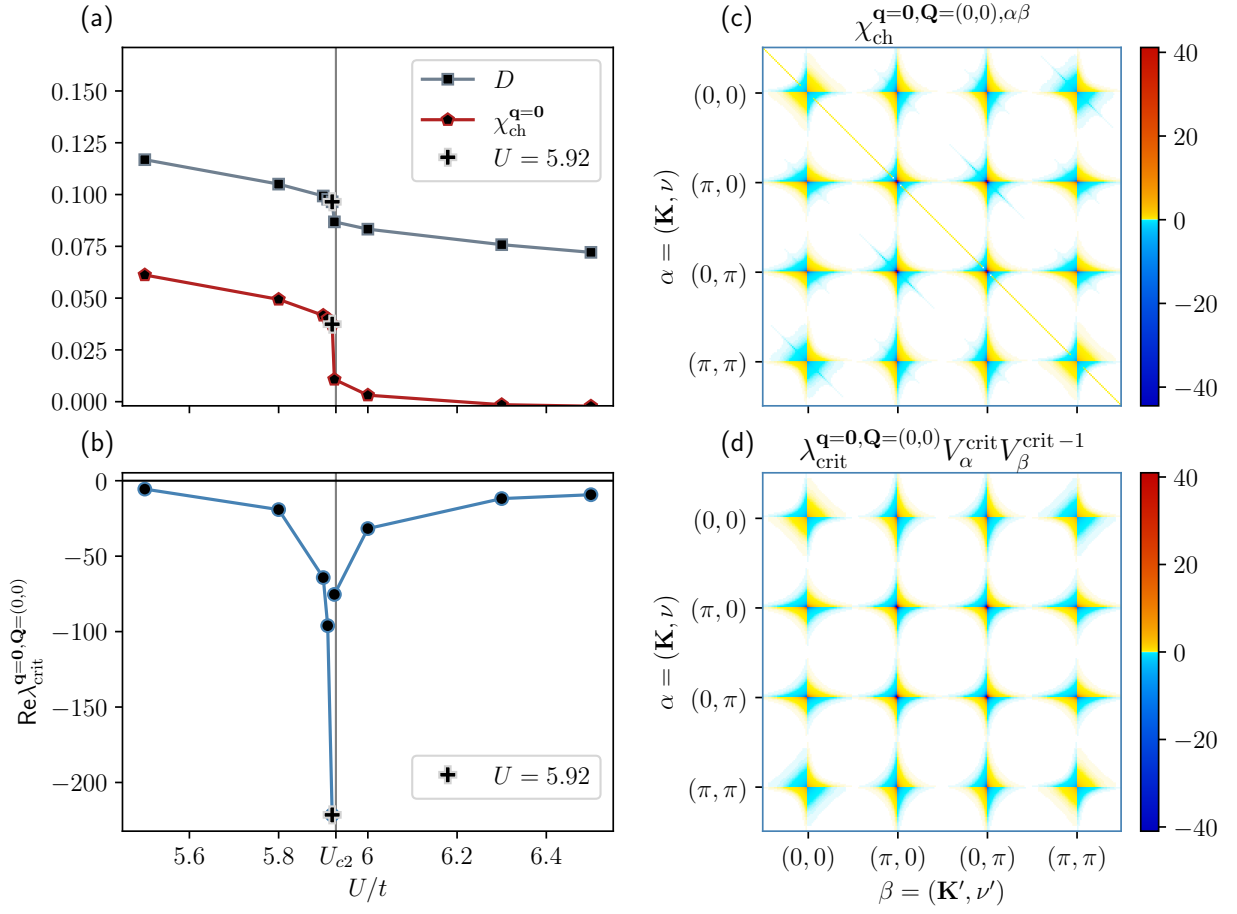 (a)
0.150
0.125
0.100
0.075
0.050
0.025
0.000
D
χ_ch^{q=0}
U = 5.92
(b)
0
−50
−100
−150
−200
Reλ_crit^{q=0,Q=(0,0)}
U = 5.92
5.6
5.8
U_{c2}
6
6.2
6.4
U/t
(c)
χ_ch^{q=0,Q=(0,0),αβ}
(0, 0)
(π, 0)
(0, π)
(π, π)
α = (K, ν)
40
20
0
−20
−40
(d)
λ_crit^{q=0,Q=(0,0)} V_α^{crit} V_β^{crit −1}
(0, 0)
(π, 0)
(0, π)
(π, π)
α = (K, ν)
(0, 0)
(π, 0)
(0, π)
(π, π)
β = (K′, ν′)
40
20
0
−20
−40